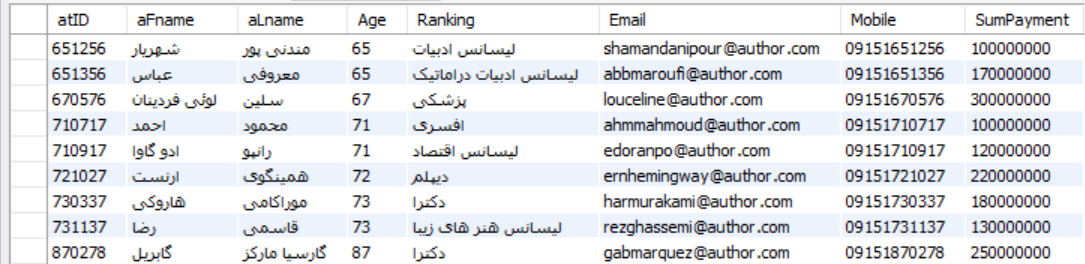 atID aFname aLname Age Ranking Email Mobile SumPayment
651256 شهریار مندنی پور 65 لیسانس ادبیات shamandanipour@author.com 09151651256 100000000
651356 عباس معروفی 65 لیسانس ادبیات دراماتیک abbmaroufi@author.com 09151651356 170000000
670576 لوئی فردینان سلین 67 پزشکی louceline@author.com 09151670576 300000000
710717 احمد محمود 71 افسری ahmmahmoud@author.com 09151710717 100000000
710917 ادو گاوا رانپو 71 لیسانس اقتصاد edoranpo@author.com 09151710917 120000000
721027 ارنست همینگوی 72 دیپلم ernhemingway@author.com 09151721027 220000000
730337 هاروکی موراکامی 73 دکترا harmurakami@author.com 09151730337 180000000
731137 رضا قاسمی 73 لیسانس هنر های زیبا rezghassemi@author.com 09151731137 130000000
870278 گابریل گارسیا مارکز 87 دکترا gabmarquez@author.com 09151870278 250000000